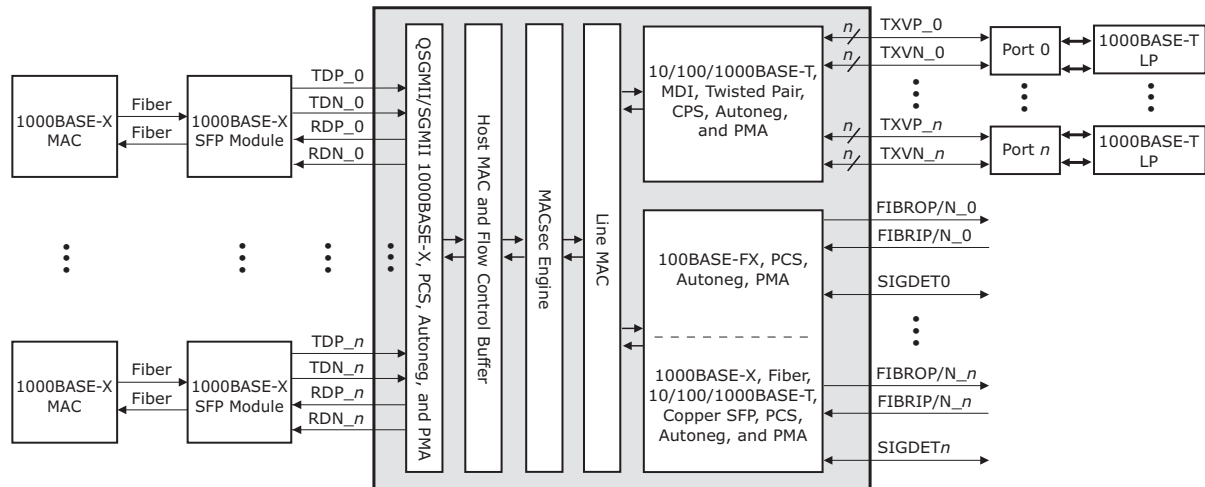 1000BASE-X
MAC
Fiber
Fiber
1000BASE-X
SFP Module
TDP_0
TDN_0
RDP_0
RDN_0
1000BASE-X
MAC
Fiber
Fiber
1000BASE-X
SFP Module
TDP_n
TDN_n
RDP_n
RDN_n
QSGMII/SGMII 1000BASE-X, PCS, Autoneg, and PMA
Host MAC and Flow Control Buffer
MACsec Engine
Line MAC
10/100/1000BASE-T,
MDI, Twisted Pair,
CPS, Autoneg,
and PMA
n
TXVP_0
n
TXVN_0
n
TXVP_n
n
TXVN_n
Port 0
1000BASE-T
LP
Port n
1000BASE-T
LP
100BASE-FX, PCS,
Autoneg, PMA
1000BASE-X, Fiber,
10/100/1000BASE-T,
Copper SFP, PCS,
Autoneg, and PMA
FIBROP/N_0
FIBRIP/N_0
SIGDET0
FIBROP/N_n
FIBRIP/N_n
SIGDETn